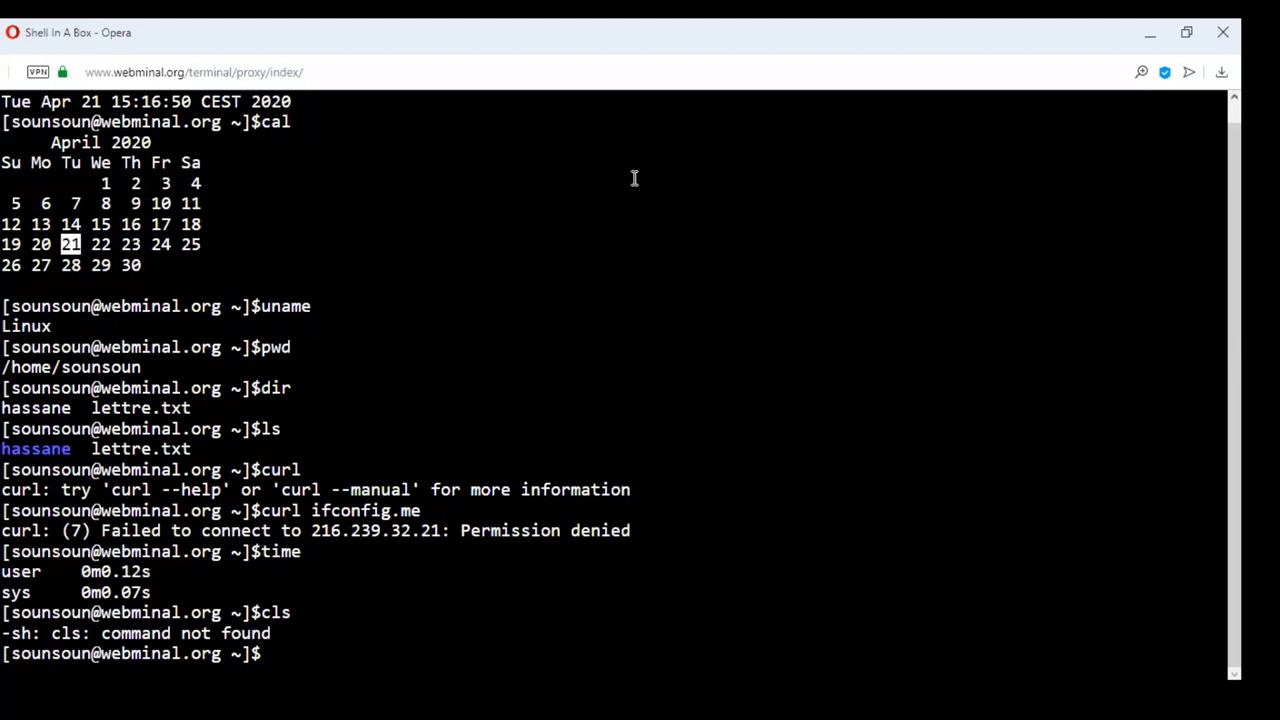 Shell In A Box - Opera
VPN www.webminal.org/terminal/proxy/index/
Tue Apr 21 15:16:50 CEST 2020
[sounsoun@webminal.org ~]$cal
     April 2020
Su Mo Tu We Th Fr Sa
          1  2  3  4
 5  6  7  8  9 10 11
12 13 14 15 16 17 18
19 20 21 22 23 24 25
26 27 28 29 30
[sounsoun@webminal.org ~]$uname
Linux
[sounsoun@webminal.org ~]$pwd
/home/sounsoun
[sounsoun@webminal.org ~]$dir
hassane  lettre.txt
[sounsoun@webminal.org ~]$ls
hassane  lettre.txt
[sounsoun@webminal.org ~]$curl
curl: try 'curl --help' or 'curl --manual' for more information
[sounsoun@webminal.org ~]$curl ifconfig.me
curl: (7) Failed to connect to 216.239.32.21: Permission denied
[sounsoun@webminal.org ~]$time
user    0m0.12s
sys     0m0.07s
[sounsoun@webminal.org ~]$cls
-sh: cls: command not found
[sounsoun@webminal.org ~]$